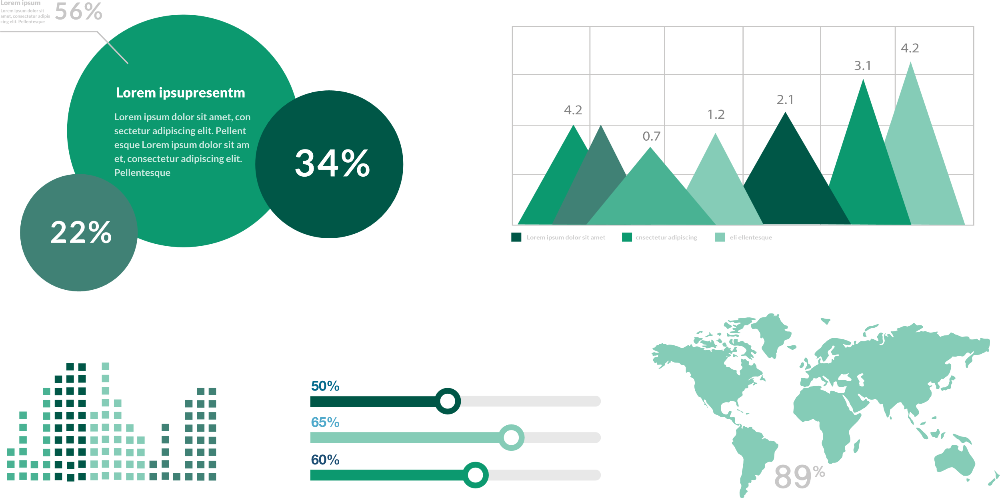 Lorem ipsum
Lorem ipsum dolor sit
amet, consectetur adipis
cing elit. Pellentesque
56%
Lorem ipsupresentm
Lorem ipsum dolor sit amet, con
sectetur adipiscing elit. Pellent
esque Lorem ipsum dolor sit am
et, consectetur adipiscing elit.
Pellentesque
34%
22%
4.2
0.7
1.2
2.1
3.1
4.2
Lorem ipsum dolor sit amet
cnsectetur adipiscing
eli ellentesque
50%
65%
60%
89%